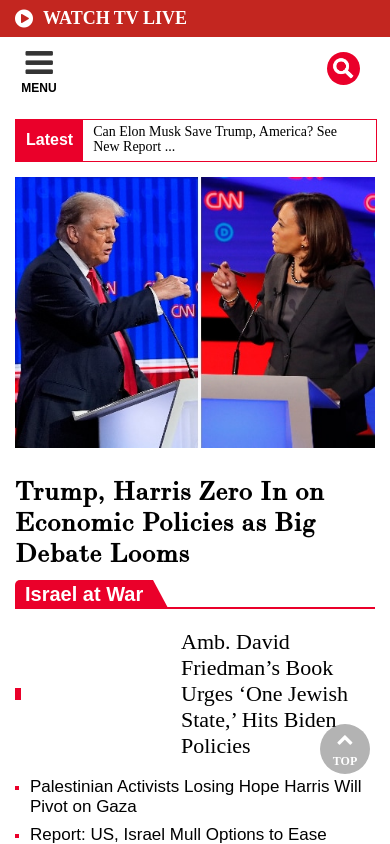 WATCH TV LIVE
MENU
Latest
Can Elon Musk Save Trump, America? See
New Report ...
CNN
CNN
Trump, Harris Zero In on
Economic Policies as Big
Debate Looms
Israel at War
Amb. David
Friedman’s Book
Urges ‘One Jewish
State,’ Hits Biden
Policies
TOP
Palestinian Activists Losing Hope Harris Will
Pivot on Gaza
Report: US, Israel Mull Options to Ease